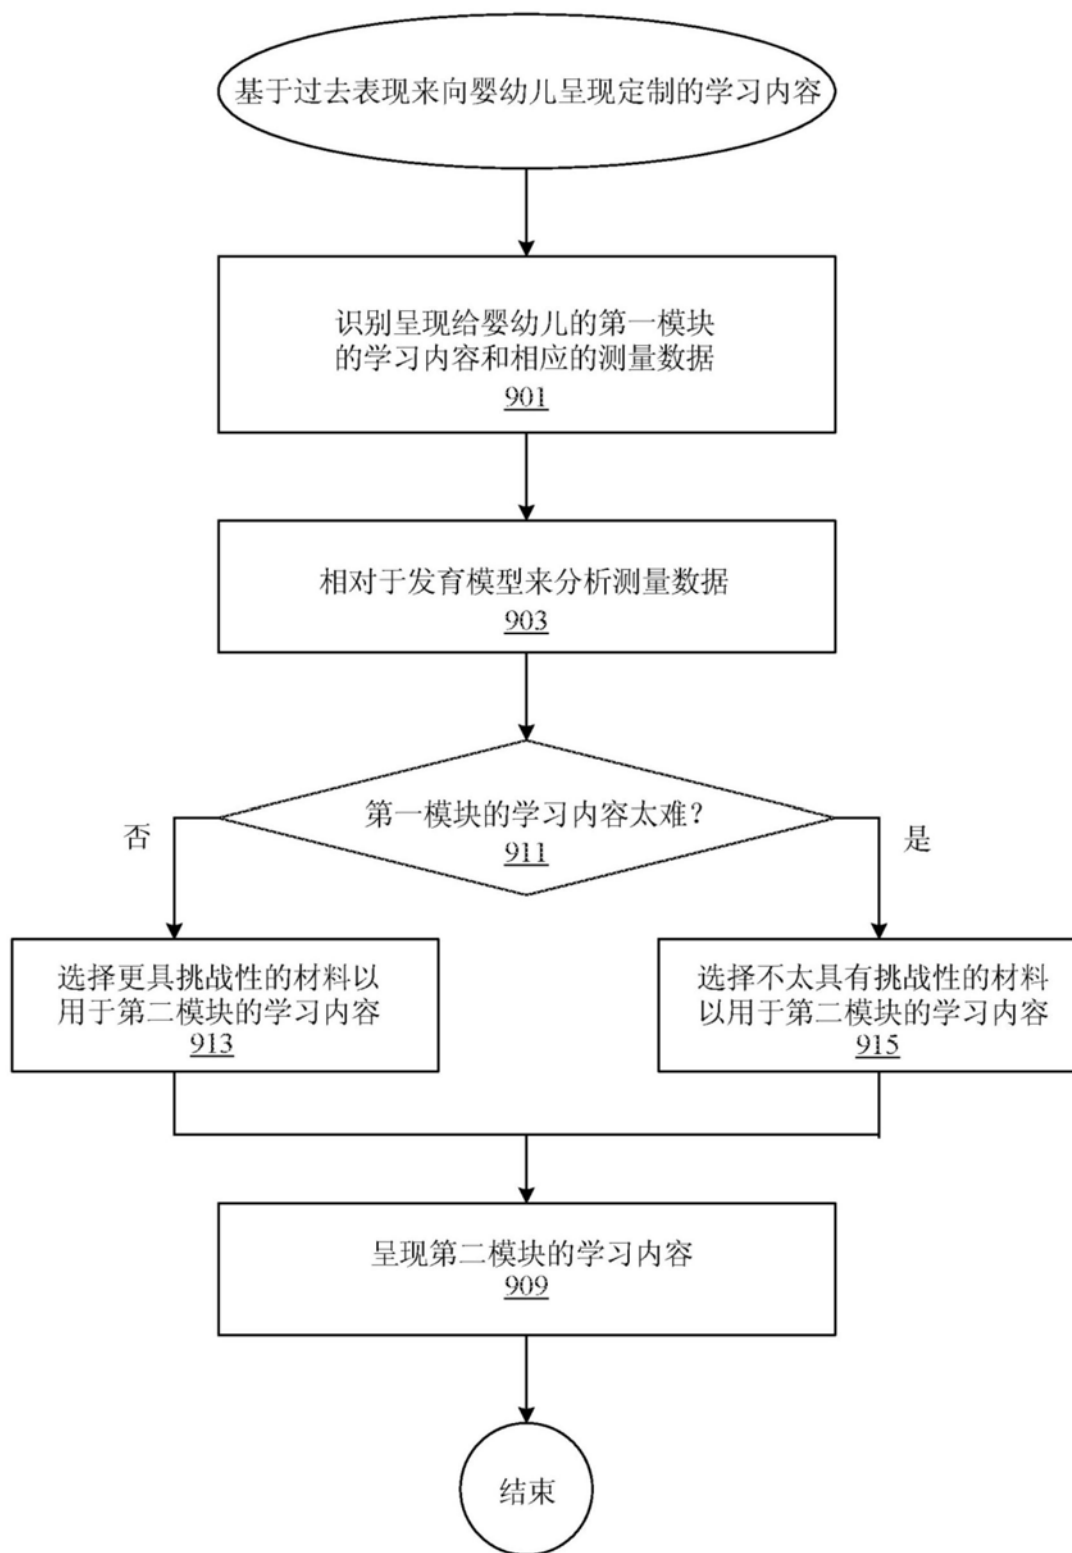 基于过去表现来向婴幼儿呈现定制的学习内容
识别呈现给婴幼儿的第一模块
的学习内容和相应的测量数据
901
相对于发育模型来分析测量数据
903
第一模块的学习内容太难?
911
否
是
选择更具挑战性的材料以
用于第二模块的学习内容
913
选择不太具有挑战性的材料
以用于第二模块的学习内容
915
呈现第二模块的学习内容
909
结束